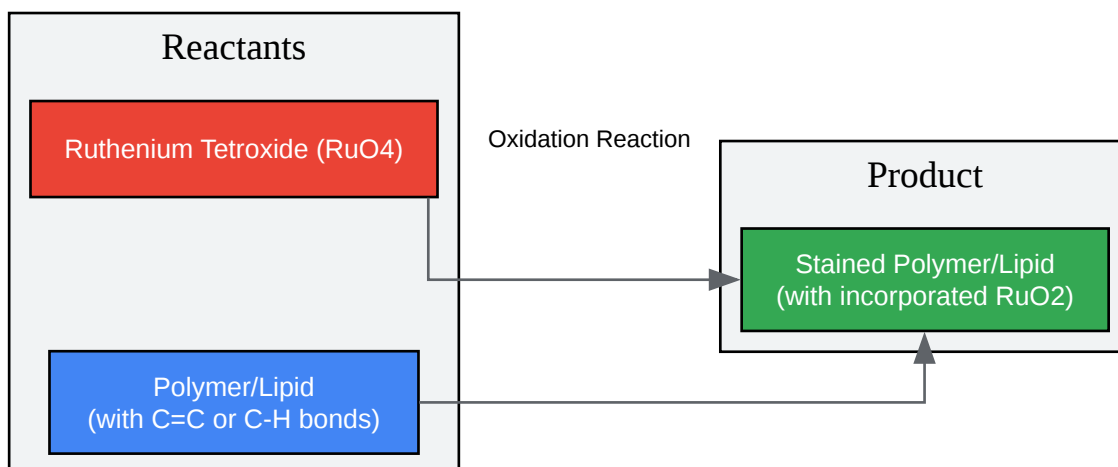 Reactants
Ruthenium Tetroxide (RuO4)
Oxidation Reaction
Product
Stained Polymer/Lipid
(with incorporated RuO2)
Polymer/Lipid
(with C=C or C-H bonds)